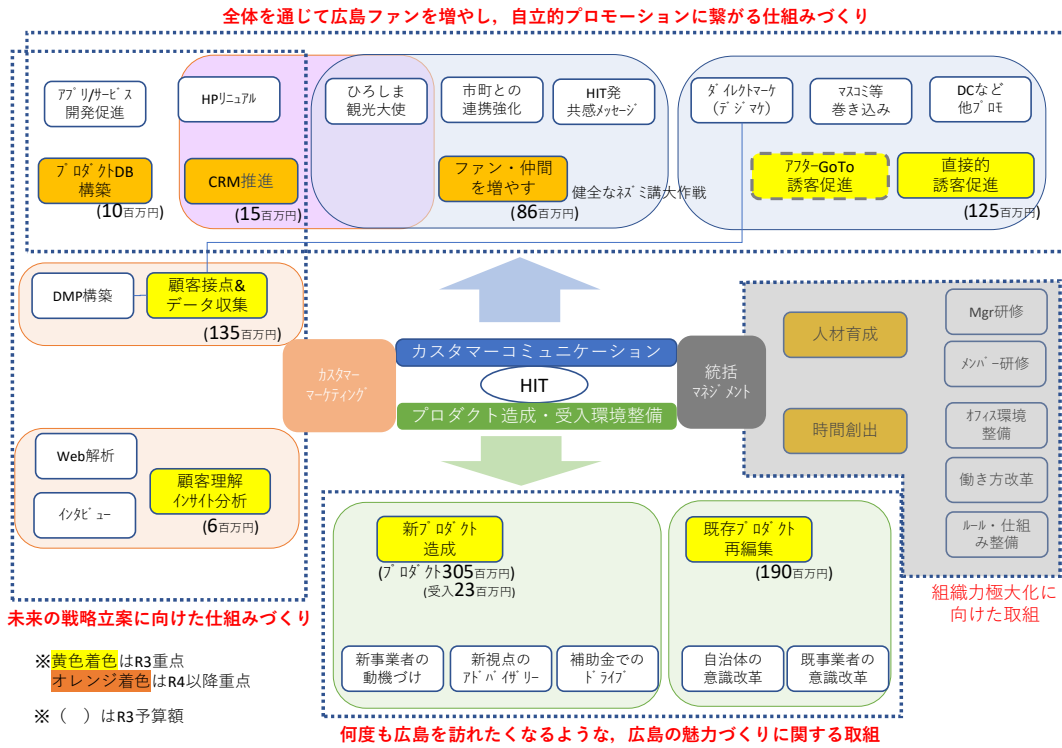 全体を通じて広島ファンを増やし，自立的プロモーションに繋がる仕組みづくり
ｱﾌﾟﾘ/ｻｰﾋﾞｽ
開発促進
HPﾘﾆｭｱﾙ
ひろしま
観光大使
市町との
連携強化
HIT発
共感ﾒｯｾｰｼﾞ
ﾀﾞｲﾚｸﾄﾏｰｹ
(ﾃﾞｼﾞﾏｹ)
ﾏｽｺﾐ等
巻き込み
DCなど
他ﾌﾟﾛﾓ
ﾌﾟﾛﾀﾞｸﾄDB
構築
(10百万円)
CRM推進
(15百万円)
ファン・仲間
を増やす
健全なﾈｽﾞﾐ講大作戦
(86百万円)
ｱﾌﾀｰGoTo
誘客促進
直接的
誘客促進
(125百万円)
DMP構築
顧客接点&
データ収集
(135百万円)
ｶｽﾀﾏｰ
ﾏｰｹﾃｨﾝｸﾞ
カスタマーコミュニケーション
HIT
プロダクト造成・受入環境整備
統括
ﾏﾈｼﾞﾒﾝﾄ
人材育成
時間創出
Mgr研修
ﾒﾝﾊﾞｰ研修
ｵﾌｨｽ環境
整備
働き方改革
ﾙｰﾙ・仕組
み整備
組織力極大化に
向けた取組
Web解析
ｲﾝﾀﾋﾞｭｰ
顧客理解
ｲﾝｻｲﾄ分析
(6百万円)
未来の戦略立案に向けた仕組みづくり
新ﾌﾟﾛﾀﾞｸﾄ
造成
(ﾌﾟﾛﾀﾞｸﾄ305百万円)
(受入23百万円)
既存ﾌﾟﾛﾀﾞｸﾄ
再編集
(190百万円)
新事業者の
動機づけ
新視点の
ｱﾄﾞﾊﾞｲｻﾞﾘｰ
補助金での
ﾄﾞﾗｲﾌﾞ
自治体の
意識改革
既事業者の
意識改革
何度も広島を訪れたくなるような，広島の魅力づくりに関する取組
※黄色着色はR3重点
オレンジ着色はR4以降重点
※（　）はR3予算額